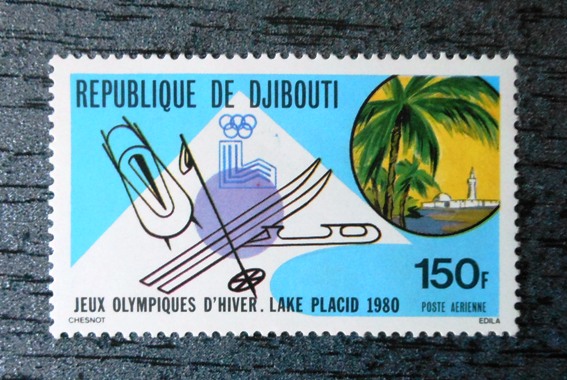 REPUBLIQUE DE DJIBOUTI
150F
JEUX OLYMPIQUES D'HIVER. LAKE PLACID 1980
POSTE AERIENNE
CHESNOT
EDILA